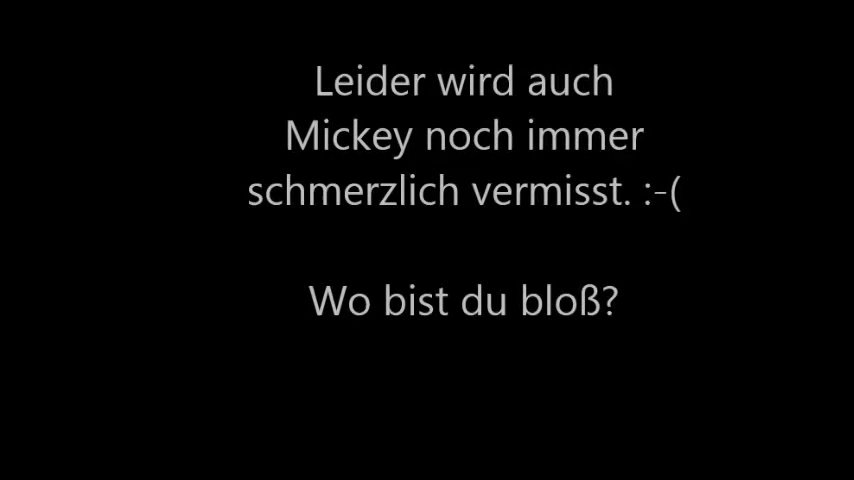 Leider wird auch
Mickey noch immer
schmerzlich vermisst. :-(
Wo bist du bloß?